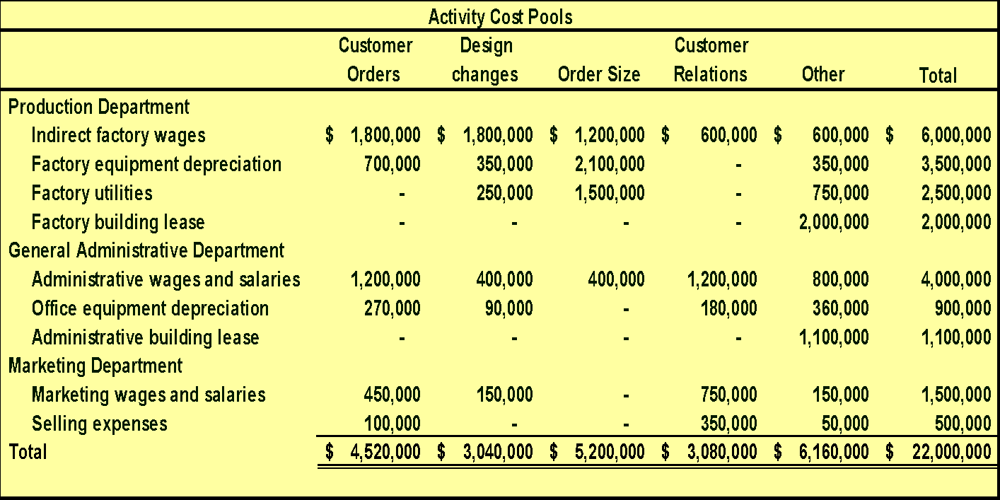 Activity Cost Pools
Customer Design Customer
Orders changes Order Size Relations Other Total
Production Department
Indirect factory wages $ 1,800,000 $ 1,800,000 $ 1,200,000 $ 600,000 $ 600,000 $ 6,000,000
Factory equipment depreciation 700,000 350,000 2,100,000 - 350,000 3,500,000
Factory utilities - 250,000 1,500,000 - 750,000 2,500,000
Factory building lease - - - - 2,000,000 2,000,000
General Administrative Department
Administrative wages and salaries 1,200,000 400,000 400,000 1,200,000 800,000 4,000,000
Office equipment depreciation 270,000 90,000 - 180,000 360,000 900,000
Administrative building lease - - - - 1,100,000 1,100,000
Marketing Department
Marketing wages and salaries 450,000 150,000 - 750,000 150,000 1,500,000
Selling expenses 100,000 - - 350,000 50,000 500,000
Total $ 4,520,000 $ 3,040,000 $ 5,200,000 $ 3,080,000 $ 6,160,000 $ 22,000,000